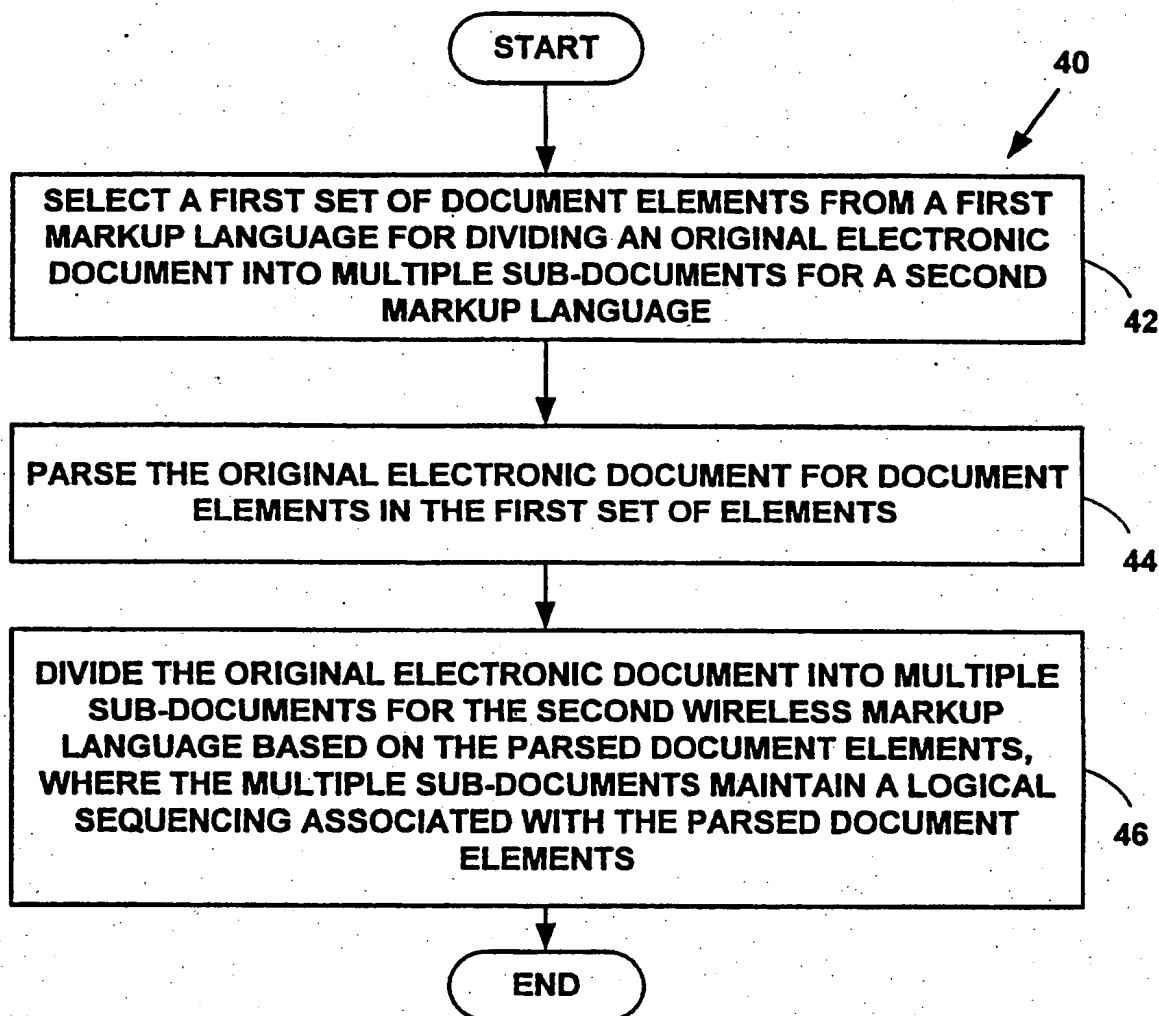 START
40
SELECT A FIRST SET OF DOCUMENT ELEMENTS FROM A FIRST
MARKUP LANGUAGE FOR DIVIDING AN ORIGINAL ELECTRONIC
DOCUMENT INTO MULTIPLE SUB-DOCUMENTS FOR A SECOND
MARKUP LANGUAGE
42
PARSE THE ORIGINAL ELECTRONIC DOCUMENT FOR DOCUMENT
ELEMENTS IN THE FIRST SET OF ELEMENTS
44
DIVIDE THE ORIGINAL ELECTRONIC DOCUMENT INTO MULTIPLE
SUB-DOCUMENTS FOR THE SECOND WIRELESS MARKUP
LANGUAGE BASED ON THE PARSED DOCUMENT ELEMENTS,
WHERE THE MULTIPLE SUB-DOCUMENTS MAINTAIN A LOGICAL
SEQUENCING ASSOCIATED WITH THE PARSED DOCUMENT
ELEMENTS
46
END